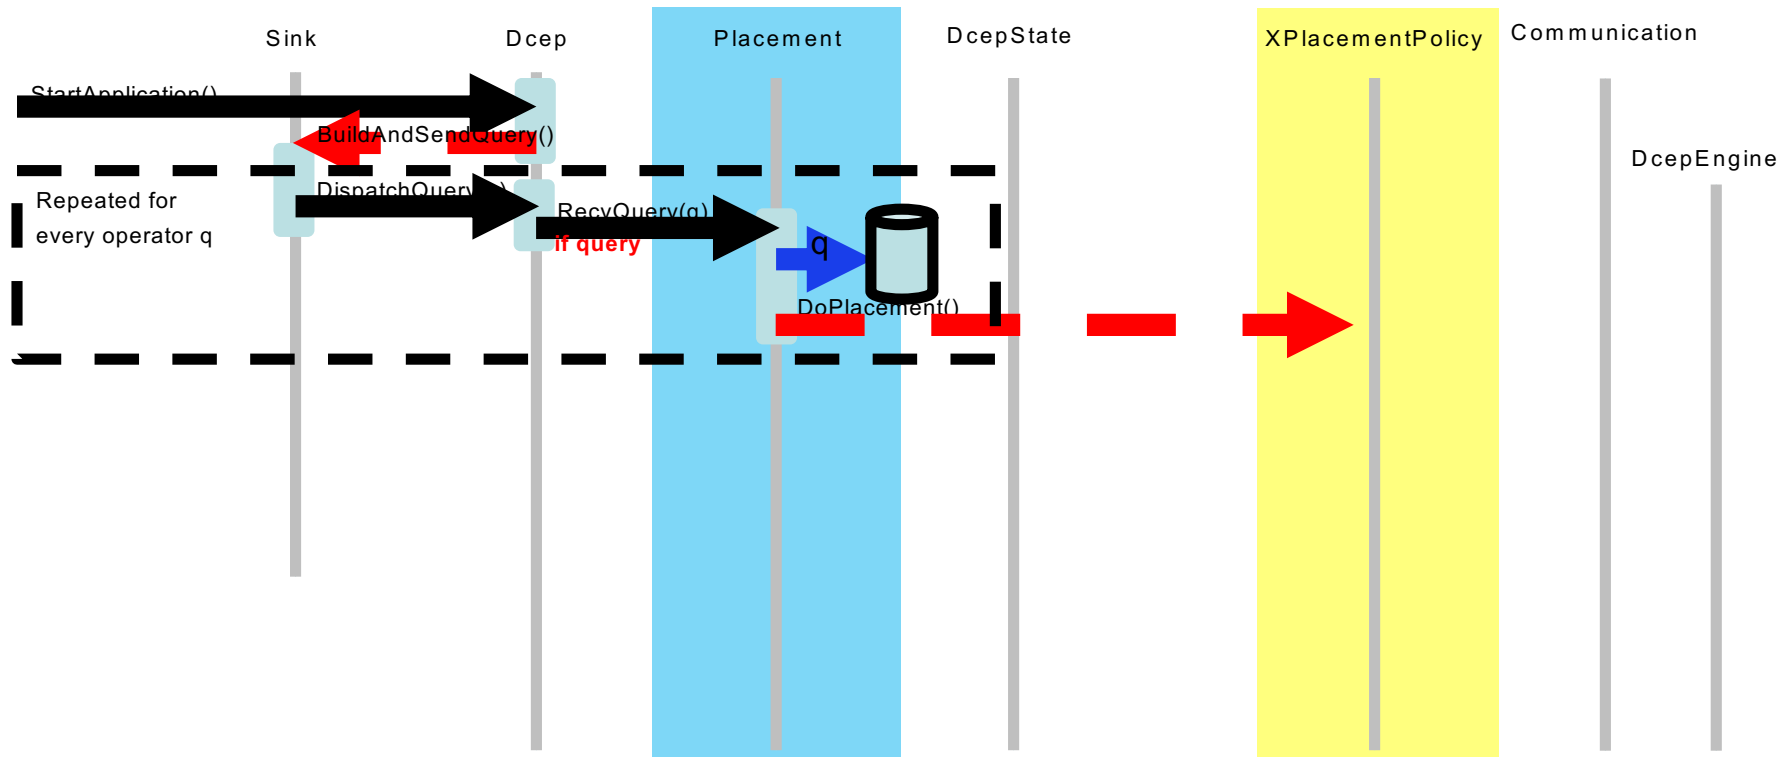 Sink
Dcep
Placement
DcepState
XPlacementPolicy
Communication
StartApplication()
BuildAndSendQuery()
DcepEngine
Repeated for
every operator q
RecvQuery(q)
if query
q
DoPlacement()